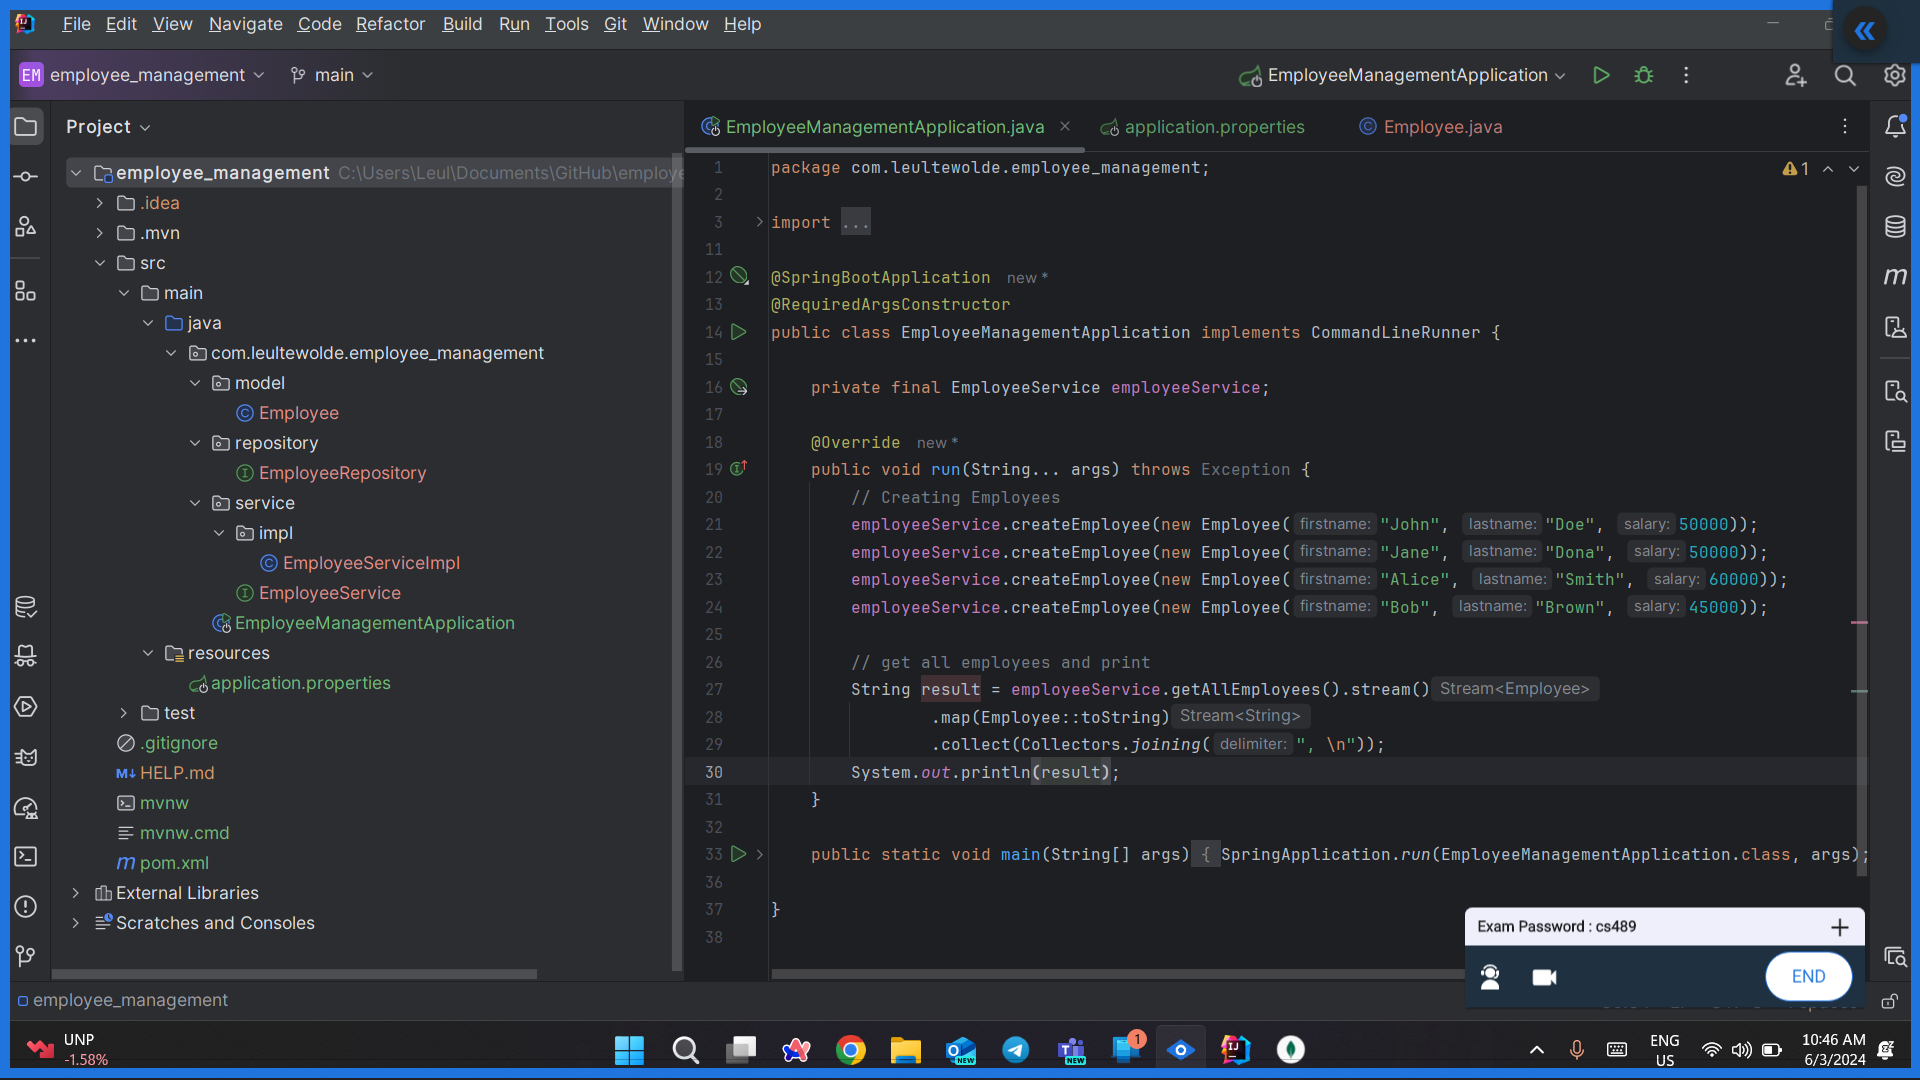 File Edit View Navigate Code Refactor Build Run Tools Git Window Help
EM employee_management main EmployeeManagementApplication
Project
employee_management C:\Users\Leul\Documents\GitHub\employe
.idea
.mvn
src
main
java
com.leultewolde.employee_management
model
Employee
repository
EmployeeRepository
service
impl
EmployeeServiceImpl
EmployeeService
EmployeeManagementApplication
resources
application.properties
test
.gitignore
M↓ HELP.md
mvnw
mvnw.cmd
m pom.xml
External Libraries
Scratches and Consoles
EmployeeManagementApplication.java application.properties Employee.java
1 package com.leultewolde.employee_management;
1
2
3 import ...
11
12 @SpringBootApplication new *
13 @RequiredArgsConstructor
14 public class EmployeeManagementApplication implements CommandLineRunner {
15
16 private final EmployeeService employeeService;
17
18 @Override new *
19 public void run(String... args) throws Exception {
20 // Creating Employees
21 employeeService.createEmployee(new Employee( firstname: "John", lastname: "Doe", salary: 50000));
22 employeeService.createEmployee(new Employee( firstname: "Jane", lastname: "Dona", salary: 50000));
23 employeeService.createEmployee(new Employee( firstname: "Alice", lastname: "Smith", salary: 60000));
24 employeeService.createEmployee(new Employee( firstname: "Bob", lastname: "Brown", salary: 45000));
25
26 // get all employees and print
27 String result = employeeService.getAllEmployees().stream() Stream<Employee>
28 .map(Employee::toString) Stream<String>
29 .collect(Collectors.joining( delimiter: ", \n"));
30 System.out.println(result);
31 }
32
33 public static void main(String[] args) { SpringApplication.run(EmployeeManagementApplication.class, args);
36
37 }
38
m
Exam Password : cs489
END
employee_management
UNP
-1.58%
NEW
NEW
1
ENG
US
10:46 AM
6/3/2024